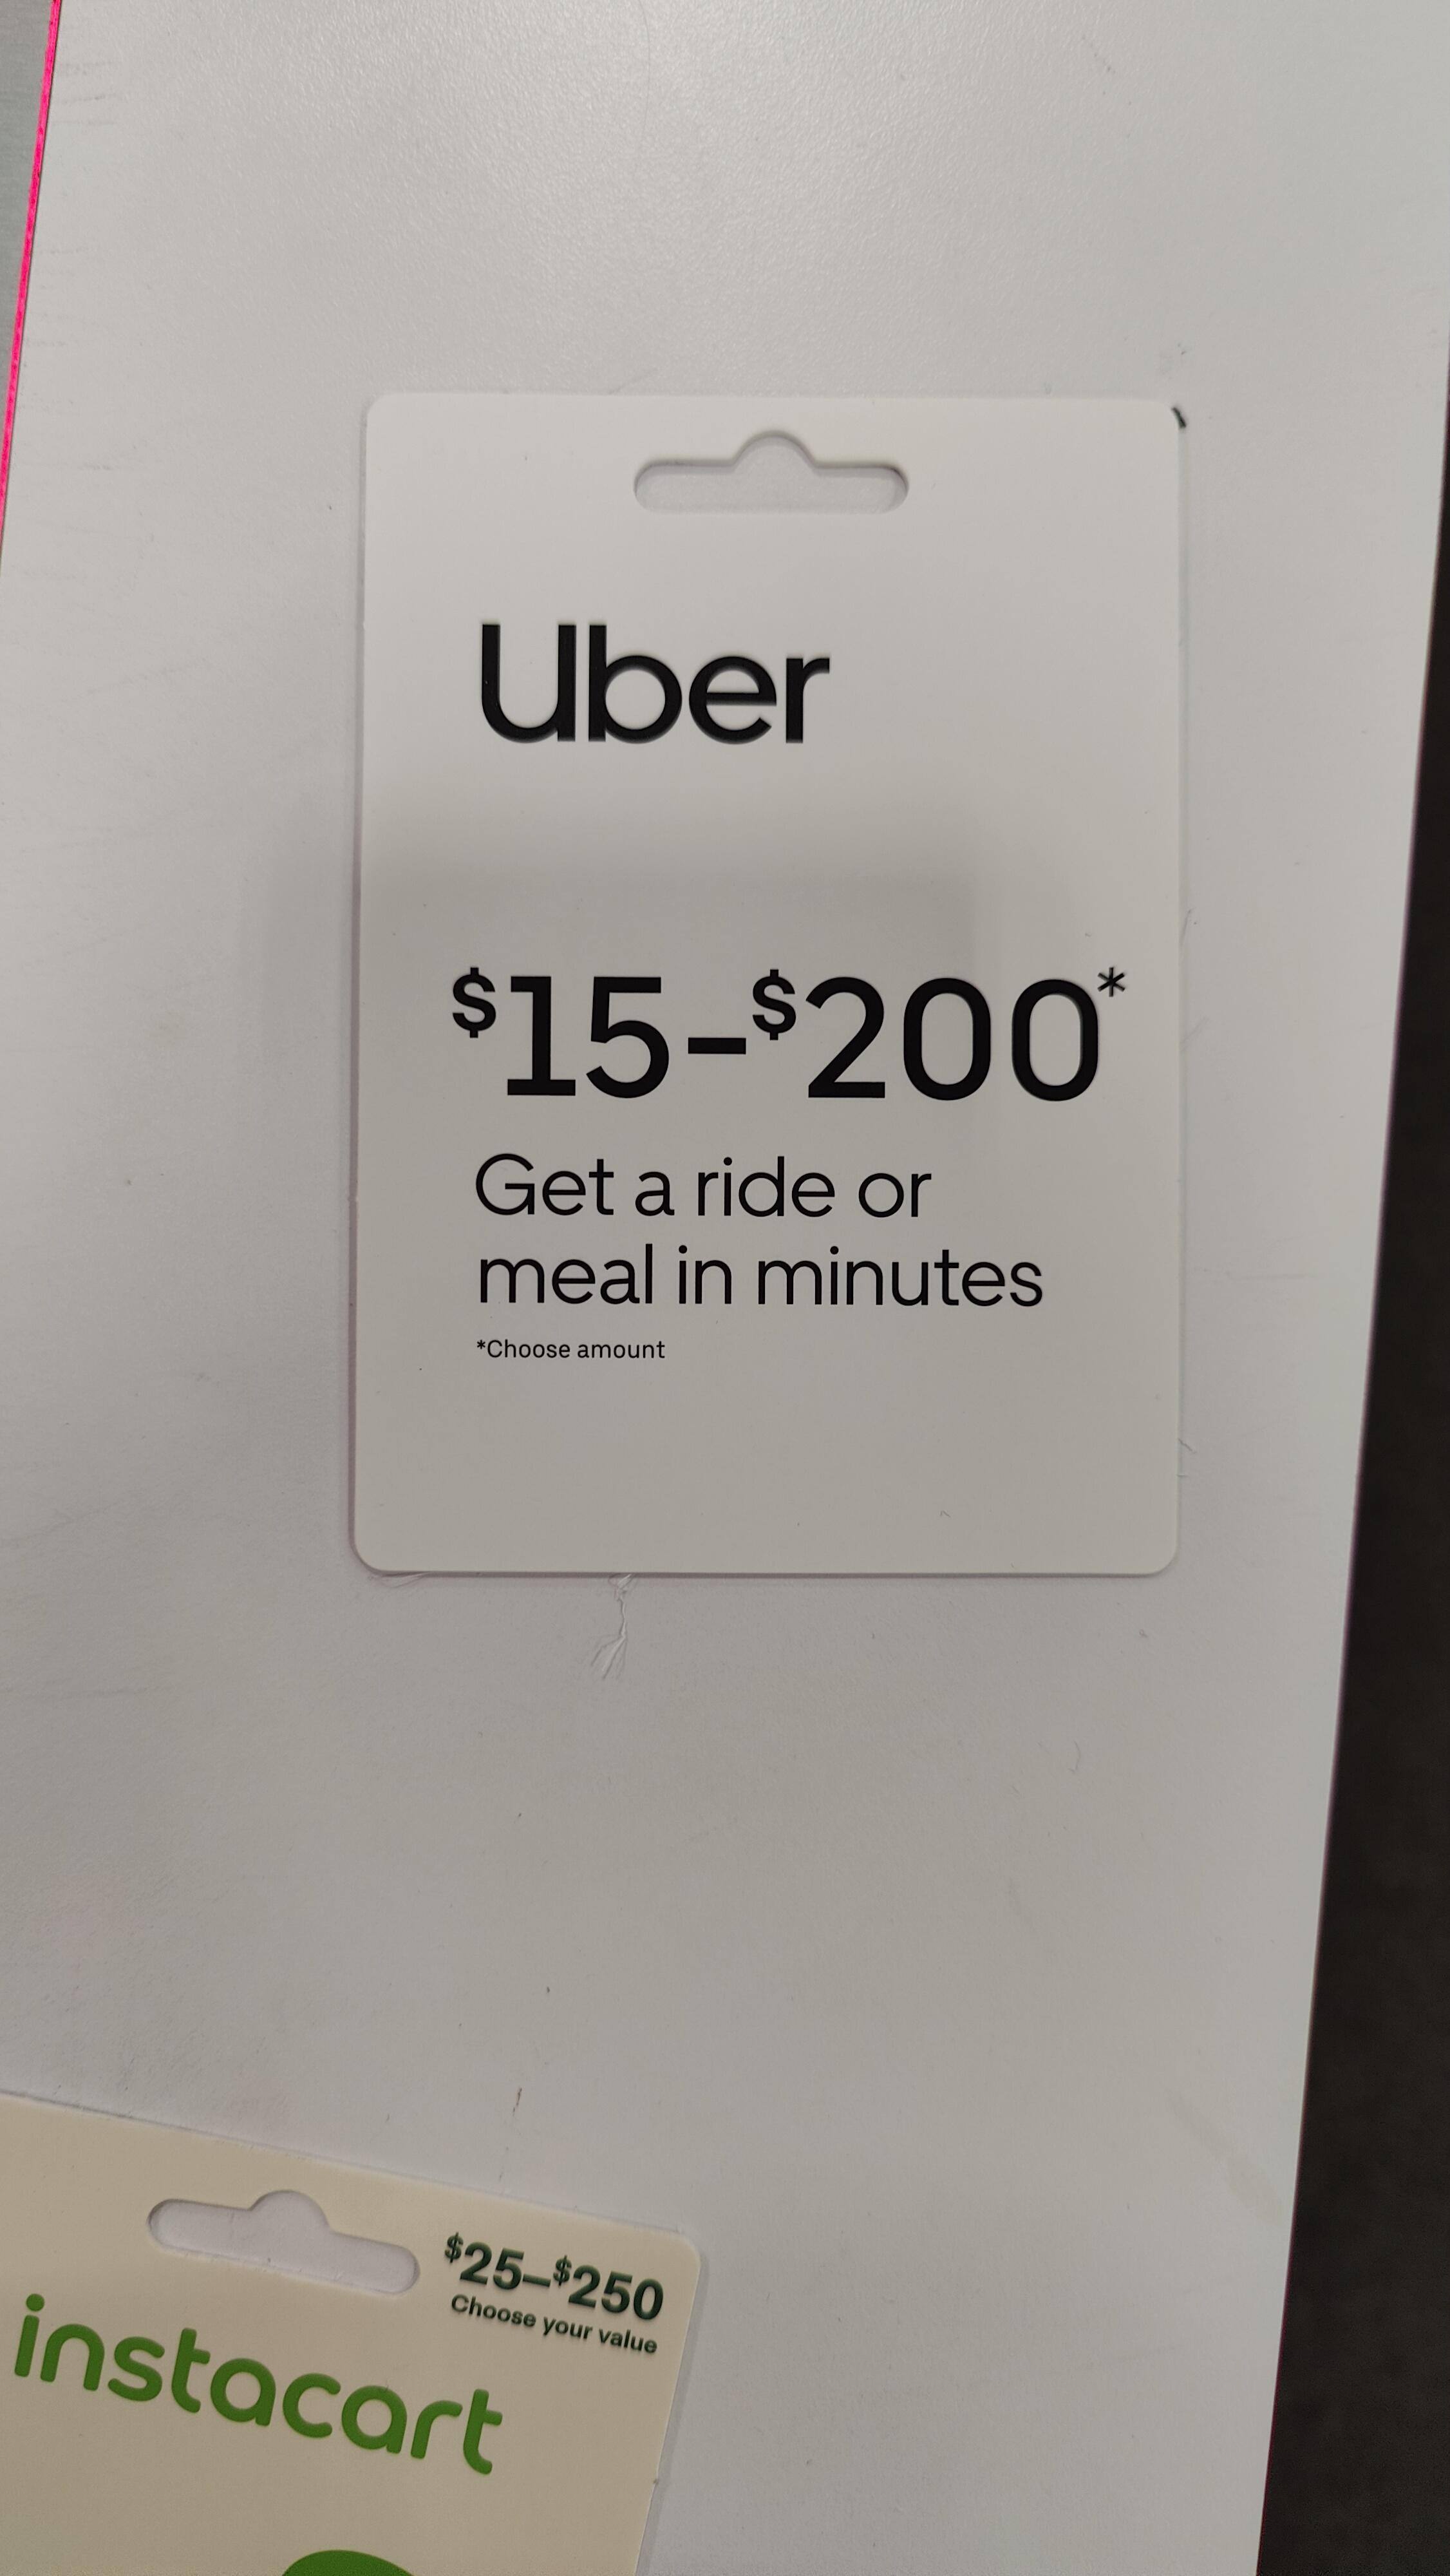 Uber
$15–$200*
Get a ride or
meal in minutes
*Choose amount
$25–$250
Choose your value
instacart